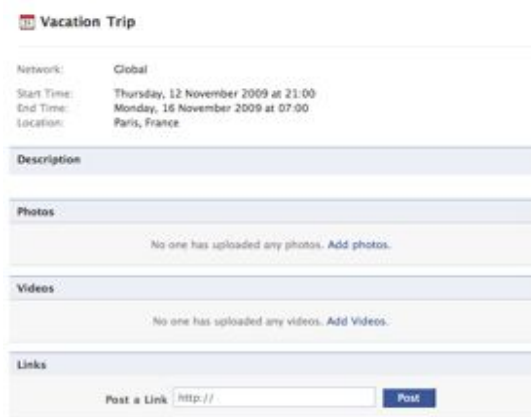 Vacation Trip
Network: Global
Start Time: Thursday, 12 November 2009 at 21:00
End Time: Monday, 16 November 2009 at 07:00
Location: Paris, France
Description
Photos
No one has uploaded any photos. Add photos.
Videos
No one has uploaded any videos. Add Videos.
Links
Post a Link http:// Post